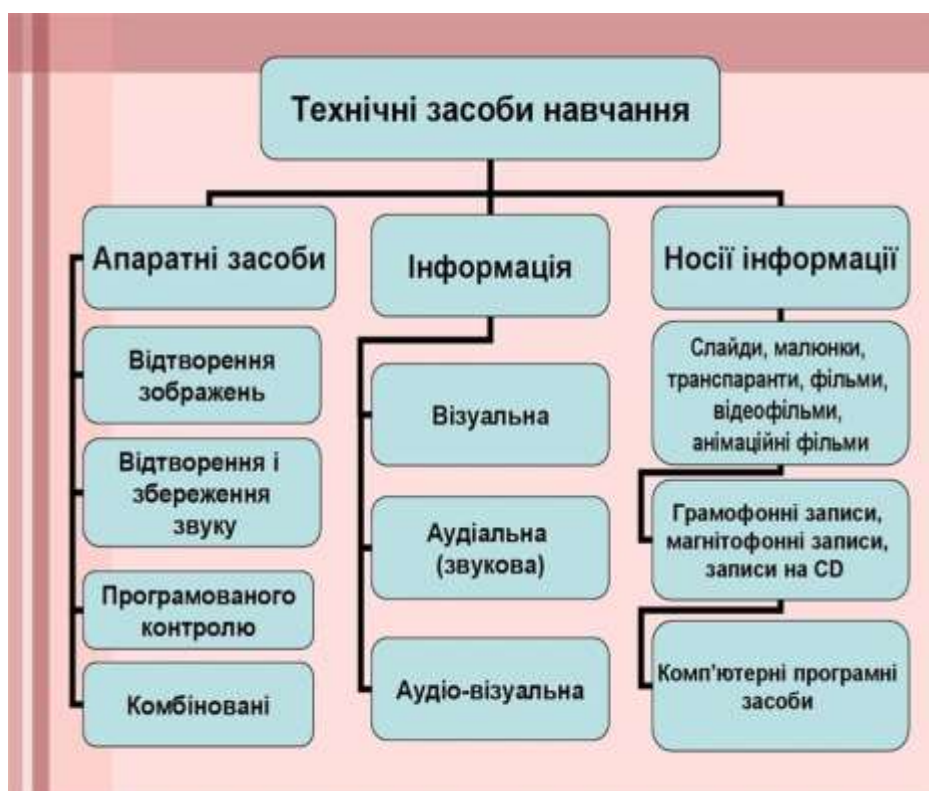 Технічні засоби навчання
Апаратні засоби
Відтворення
зображень
Відтворення і
збереження
звуку
Програмованого
контролю
Комбіновані
Інформація
Візуальна
Аудіальна
(звукова)
Аудіо-візуальна
Носії інформації
Слайди, малюнки,
транспаранти, фільми,
відеофільми,
анімаційні фільми
Грамофонні записи,
магнітофонні записи,
записи на CD
Комп'ютерні програмні
засоби